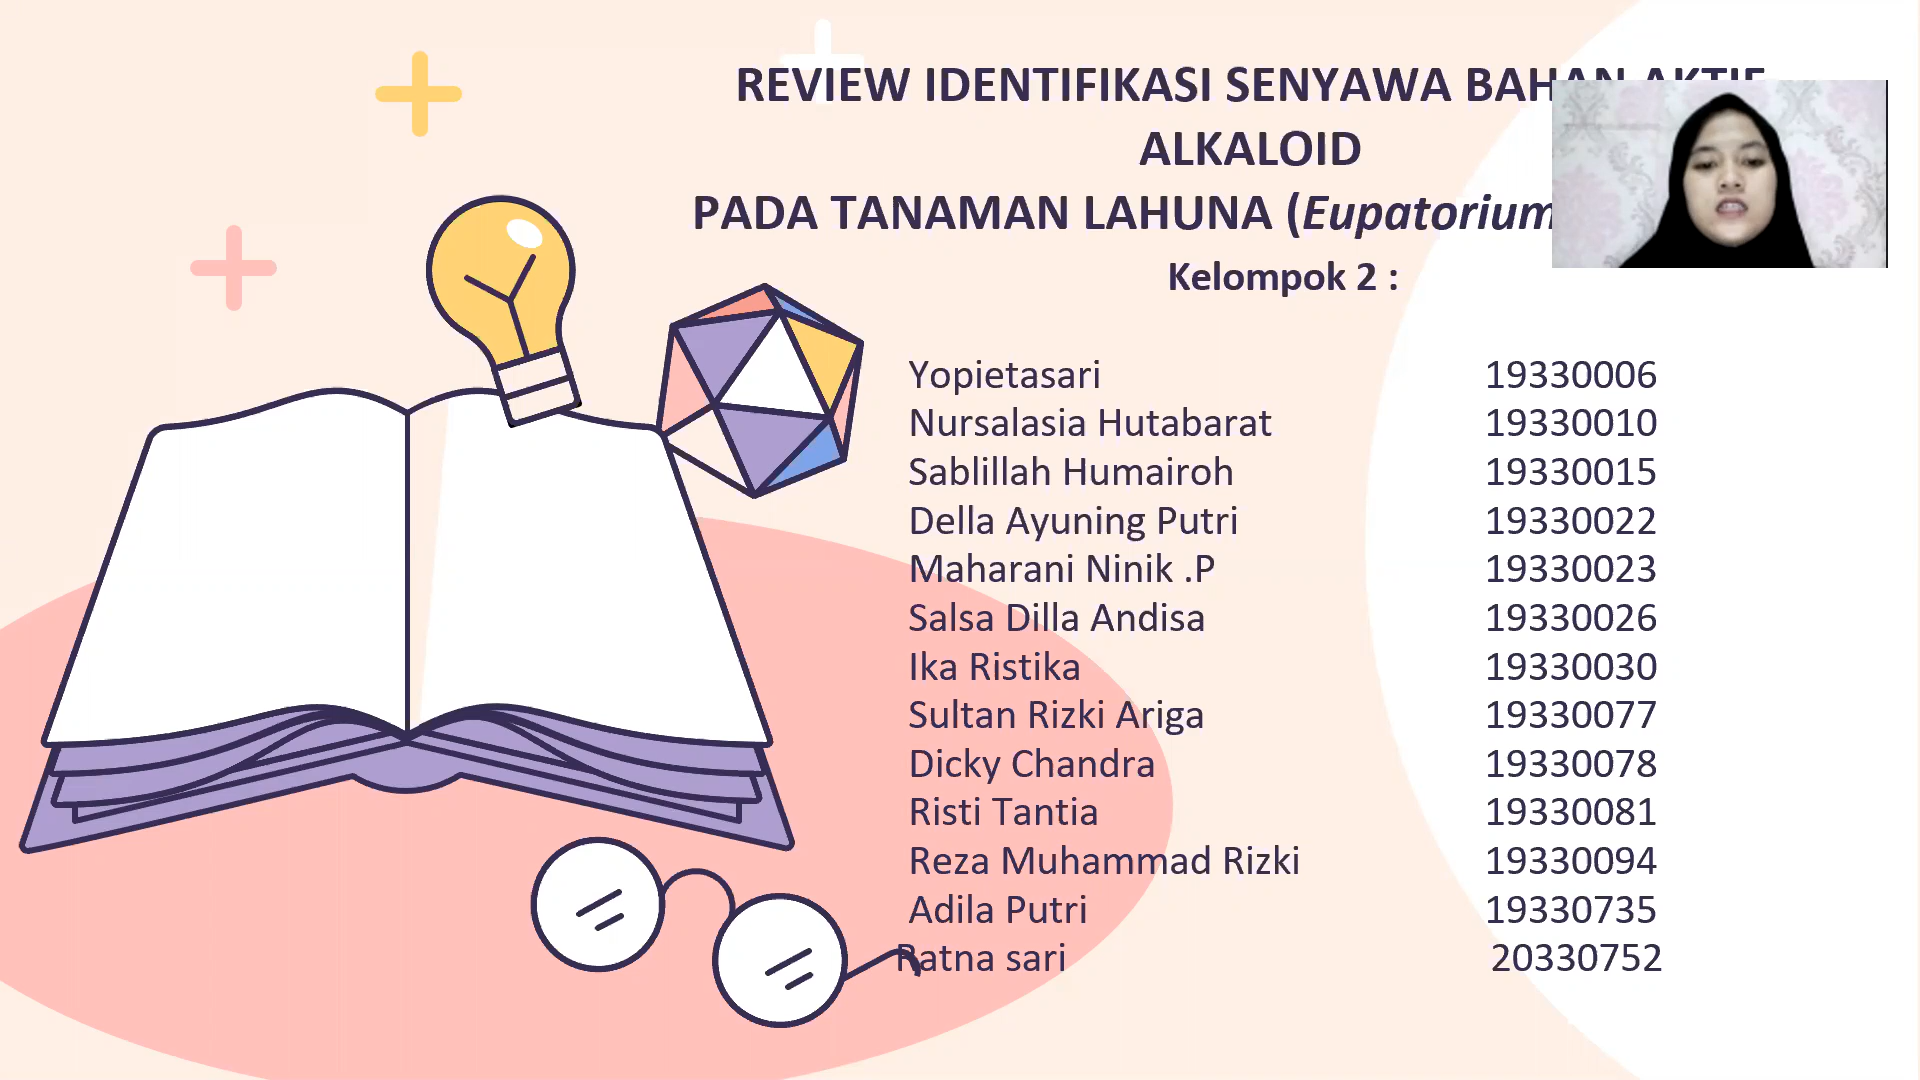 REVIEW IDENTIFIKASI SENYAWA BAHAN AKTIF
ALKALOID
PADA TANAMAN LAHUNA (Eupatorium
Kelompok 2 :
Yopietasari 19330006
Nursalasia Hutabarat 19330010
Sablillah Humairoh 19330015
Della Ayuning Putri 19330022
Maharani Ninik .P 19330023
Salsa Dilla Andisa 19330026
Ika Ristika 19330030
Sultan Rizki Ariga 19330077
Dicky Chandra 19330078
Risti Tantia 19330081
Reza Muhammad Rizki 19330094
Adila Putri 19330735
Ratna sari 20330752